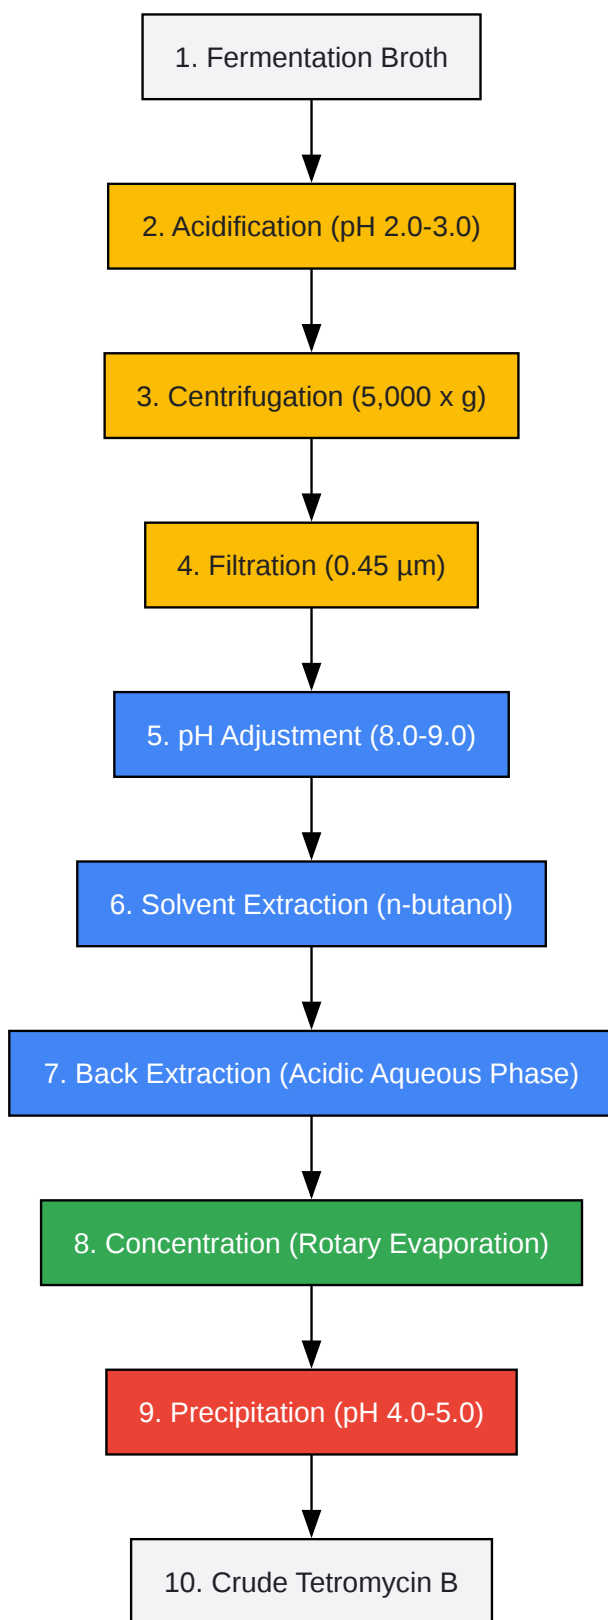 1. Fermentation Broth
2. Acidification (pH 2.0-3.0)
3. Centrifugation (5,000 x g)
4. Filtration (0.45 µm)
5. pH Adjustment (8.0-9.0)
6. Solvent Extraction (n-butanol)
7. Back Extraction (Acidic Aqueous Phase)
8. Concentration (Rotary Evaporation)
9. Precipitation (pH 4.0-5.0)
10. Crude Tetromycin B